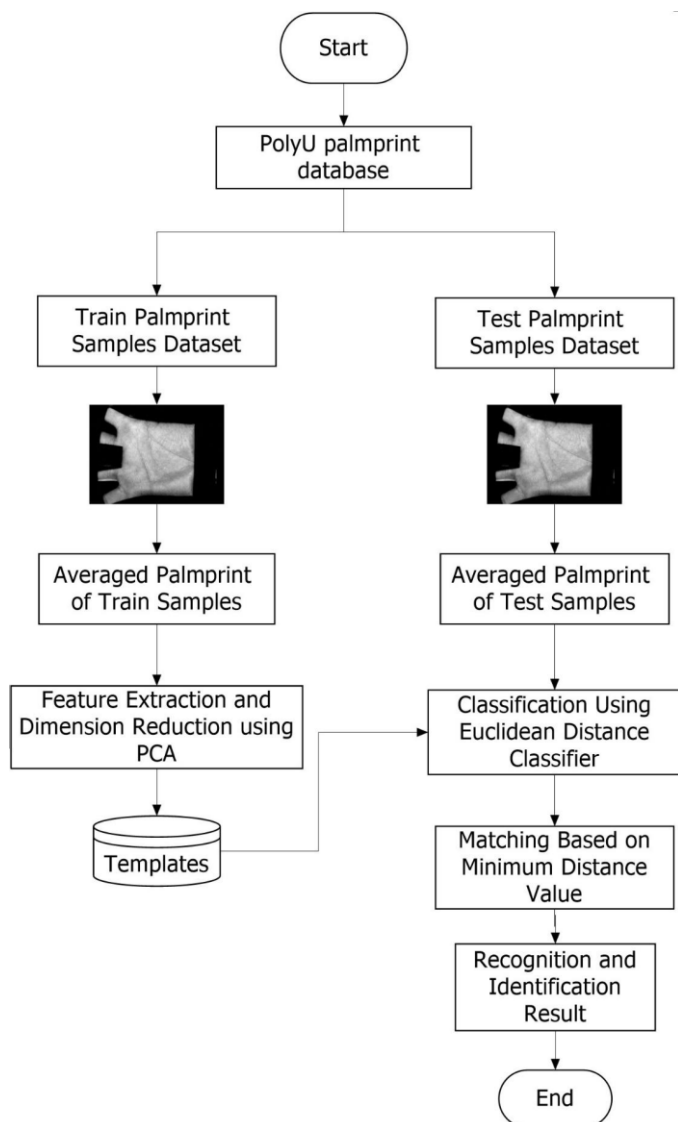 Start
PolyU palmprint
database
Train Palmprint
Samples Dataset
Test Palmprint
Samples Dataset
Averaged Palmprint
of Train Samples
Averaged Palmprint
of Test Samples
Feature Extraction and
Dimension Reduction using
PCA
Classification Using
Euclidean Distance
Classifier
Templates
Matching Based on
Minimum Distance
Value
Recognition and
Identification
Result
End